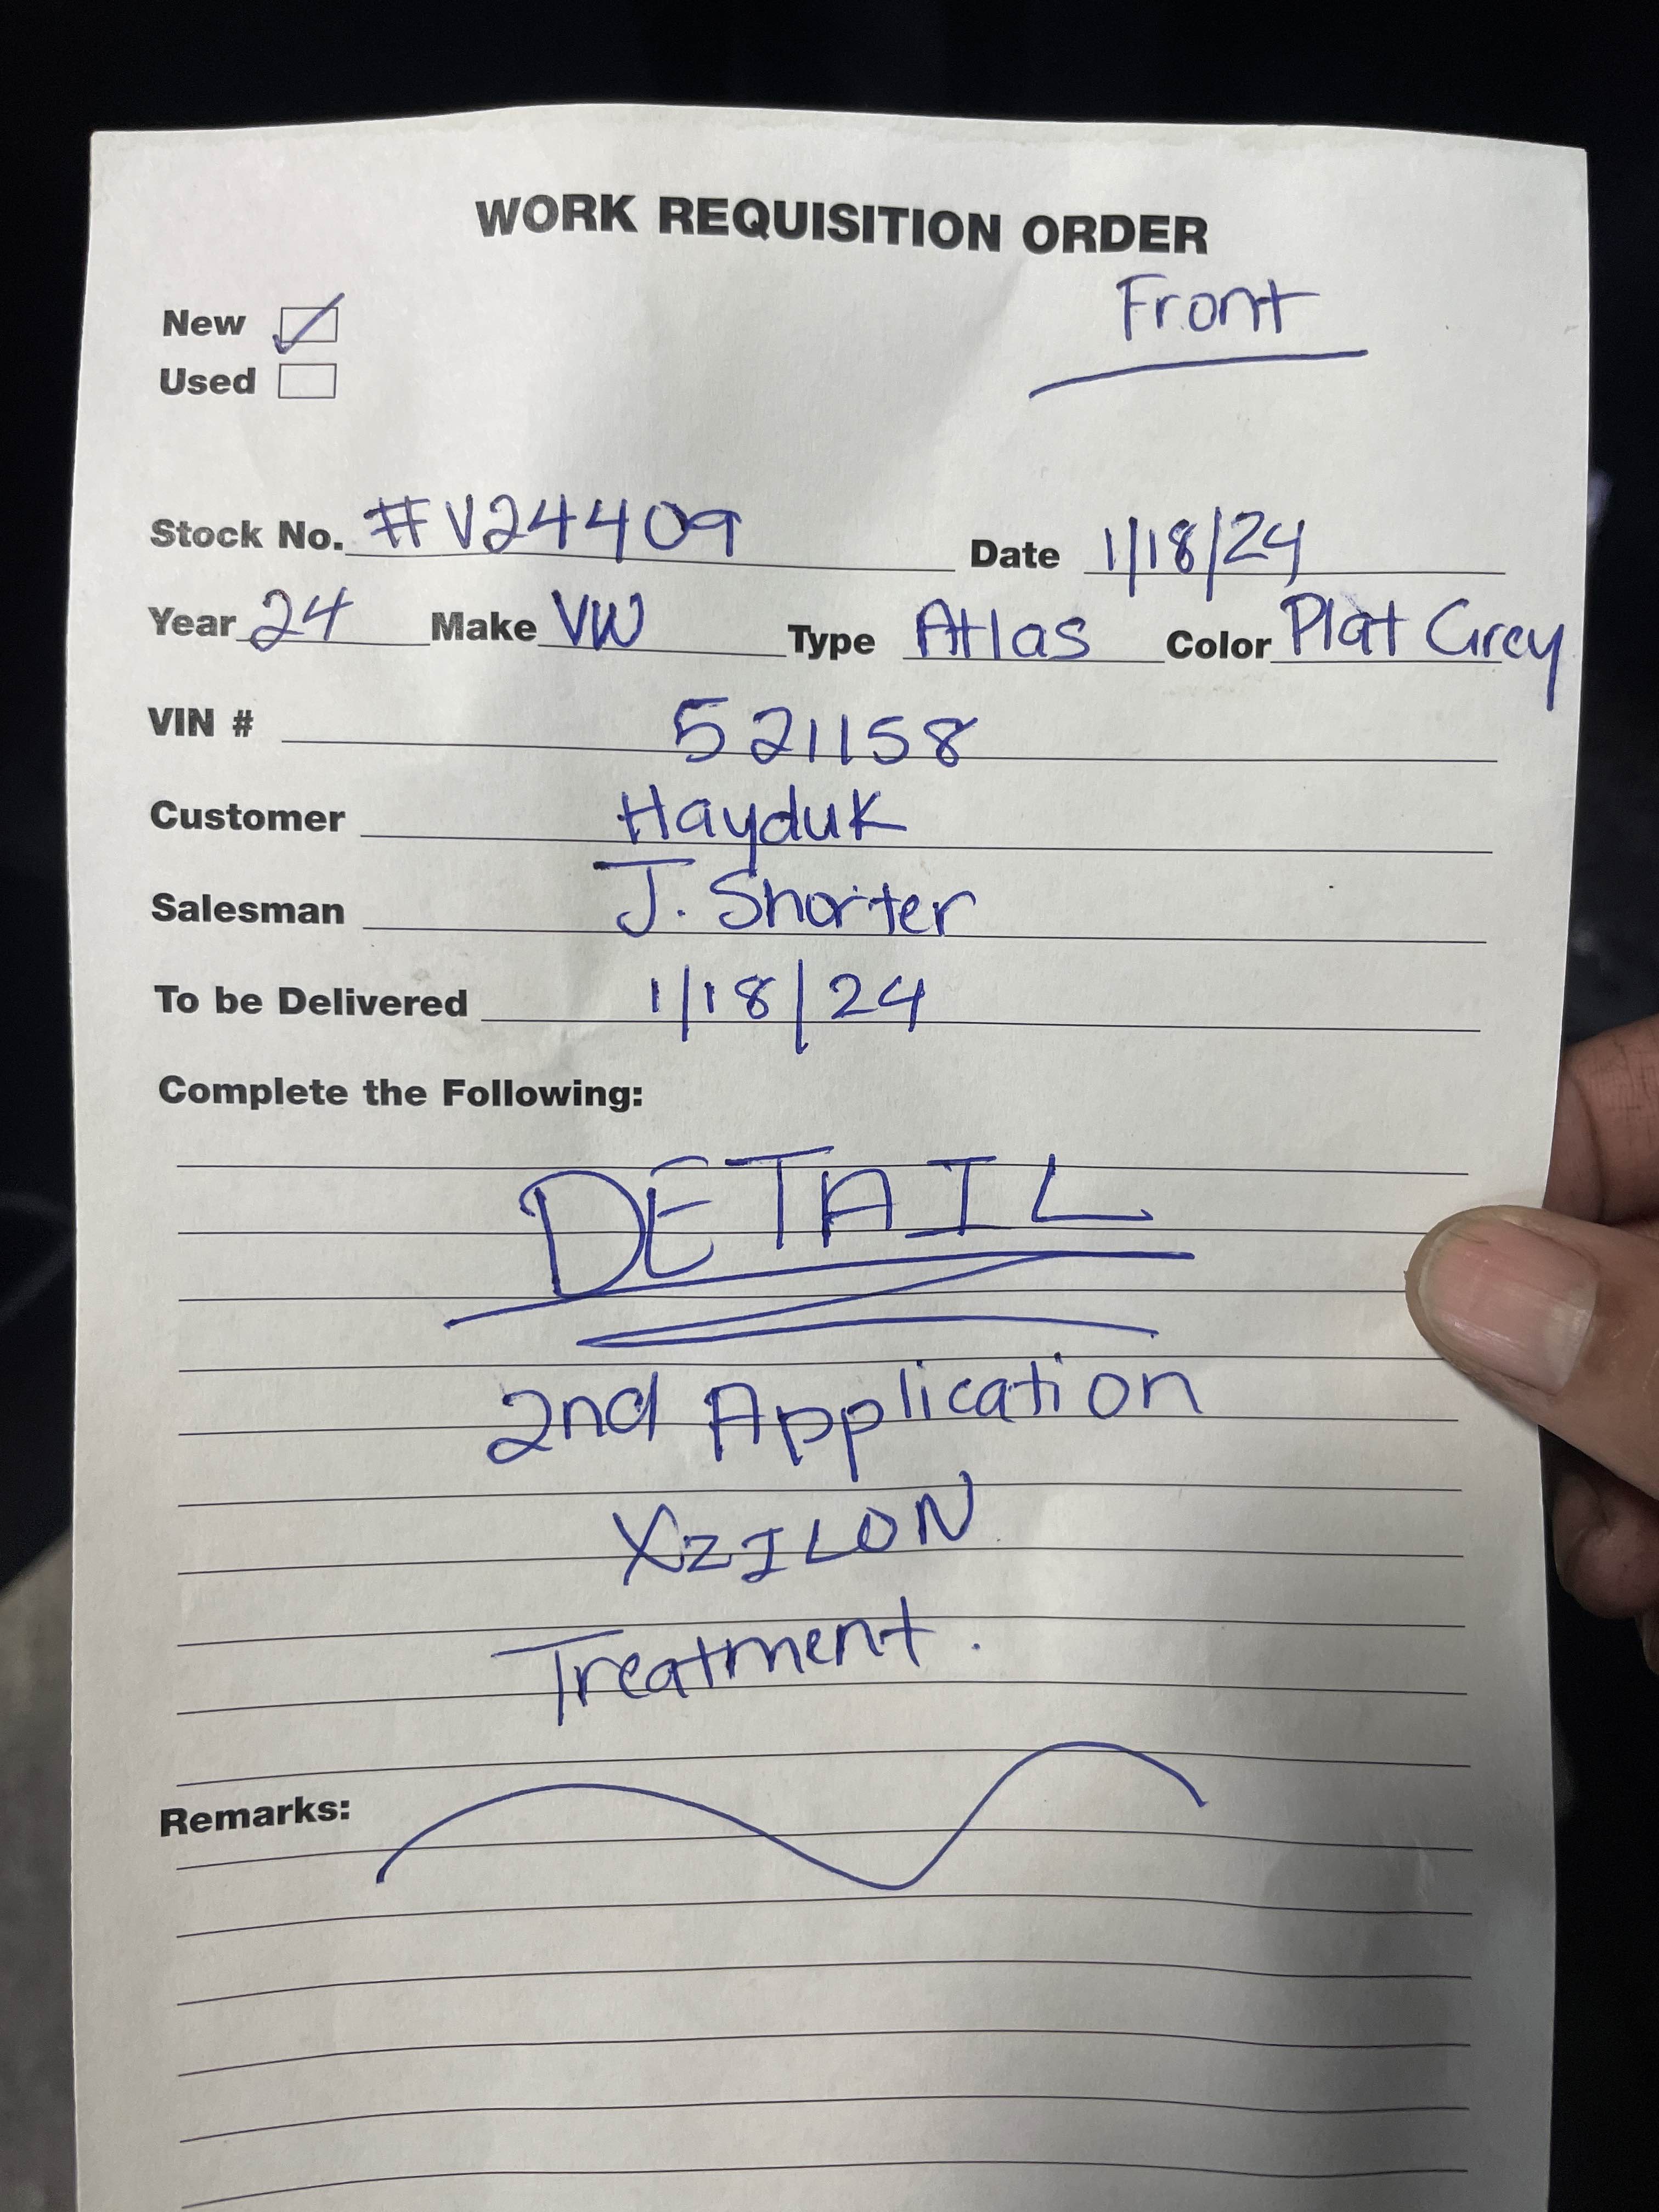 WORK REQUISITION ORDER
Front
New
Used
Stock No. #V24409 Date 1/18/24
Year 24 Make VW Type Atlas Color Plat Grey
VIN # 521158
Customer Hayduk
Salesman J. Shorter
To be Delivered 1/18/24
Complete the Following:
DETAIL
2nd Application
XZILON
Treatment.
Remarks: